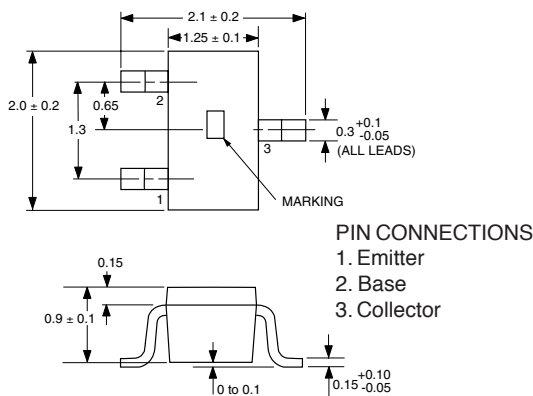 2.1 ± 0.2
1.25 ± 0.1
2.0 ± 0.2
2
0.65
1.3
3
0.3 +0.1 -0.05
(ALL LEADS)
1
MARKING
PIN CONNECTIONS
1. Emitter
2. Base
3. Collector
0.15
0.9 ± 0.1
0 to 0.1
0.15 +0.10 -0.05